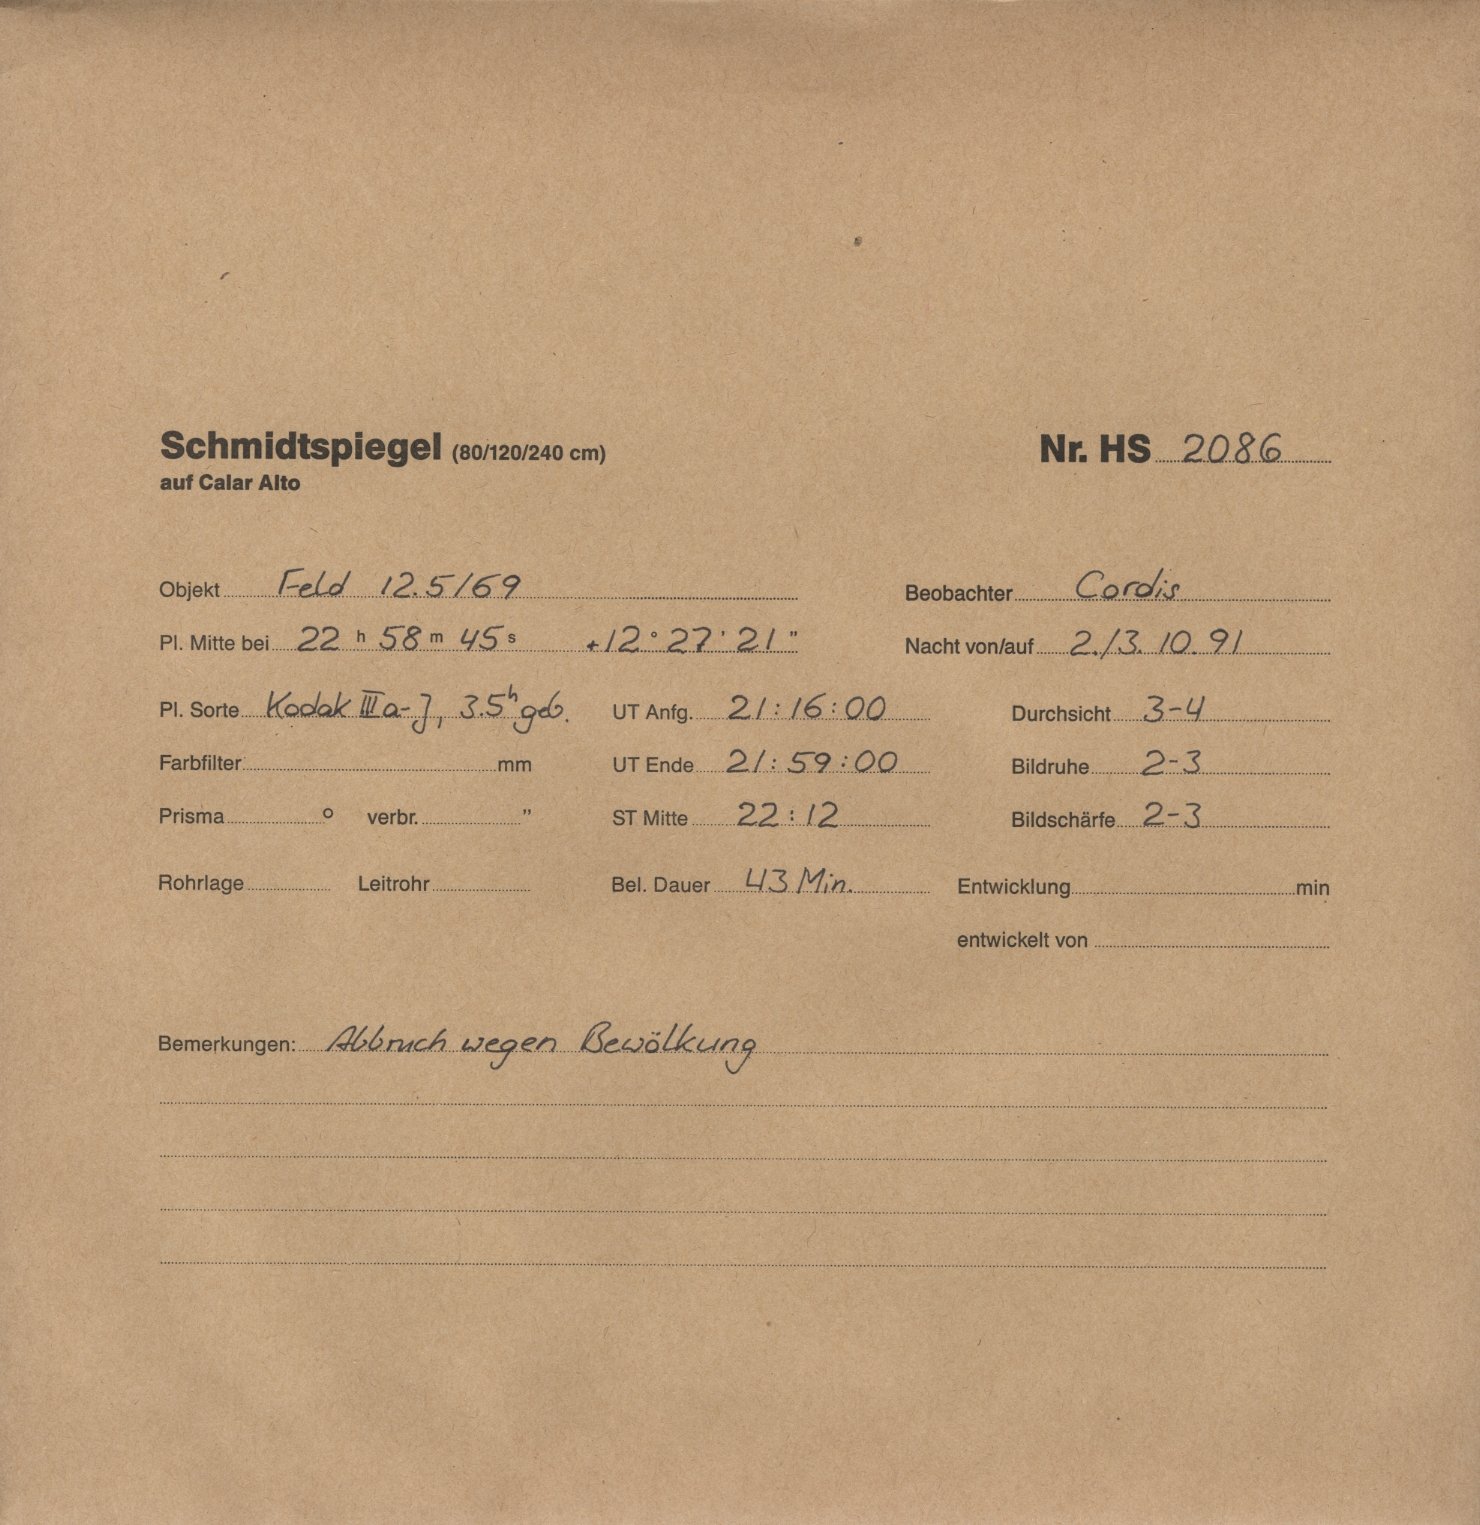 Schmidtspiegel (80/120/240 cm) Nr. HS 2086
auf Calar Alto
Objekt Feld 12.5/69 Beobachter Cordis
Pl. Mitte bei 22 h 58 m 45 s +12° 27' 21" Nacht von/auf 2./3. 10. 91
Pl. Sorte Kodak IIIa-J, 3.5h geb. UT Anfg. 21:16:00 Durchsicht 3-4
Farbfilter mm UT Ende 21:59:00 Bildruhe 2-3
Prisma ° verbr. " ST Mitte 22:12 Bildschärfe 2-3
Rohrlage Leitrohr Bel. Dauer 43 Min. Entwicklung min
entwickelt von
Bemerkungen: Abbruch wegen Bewölkung